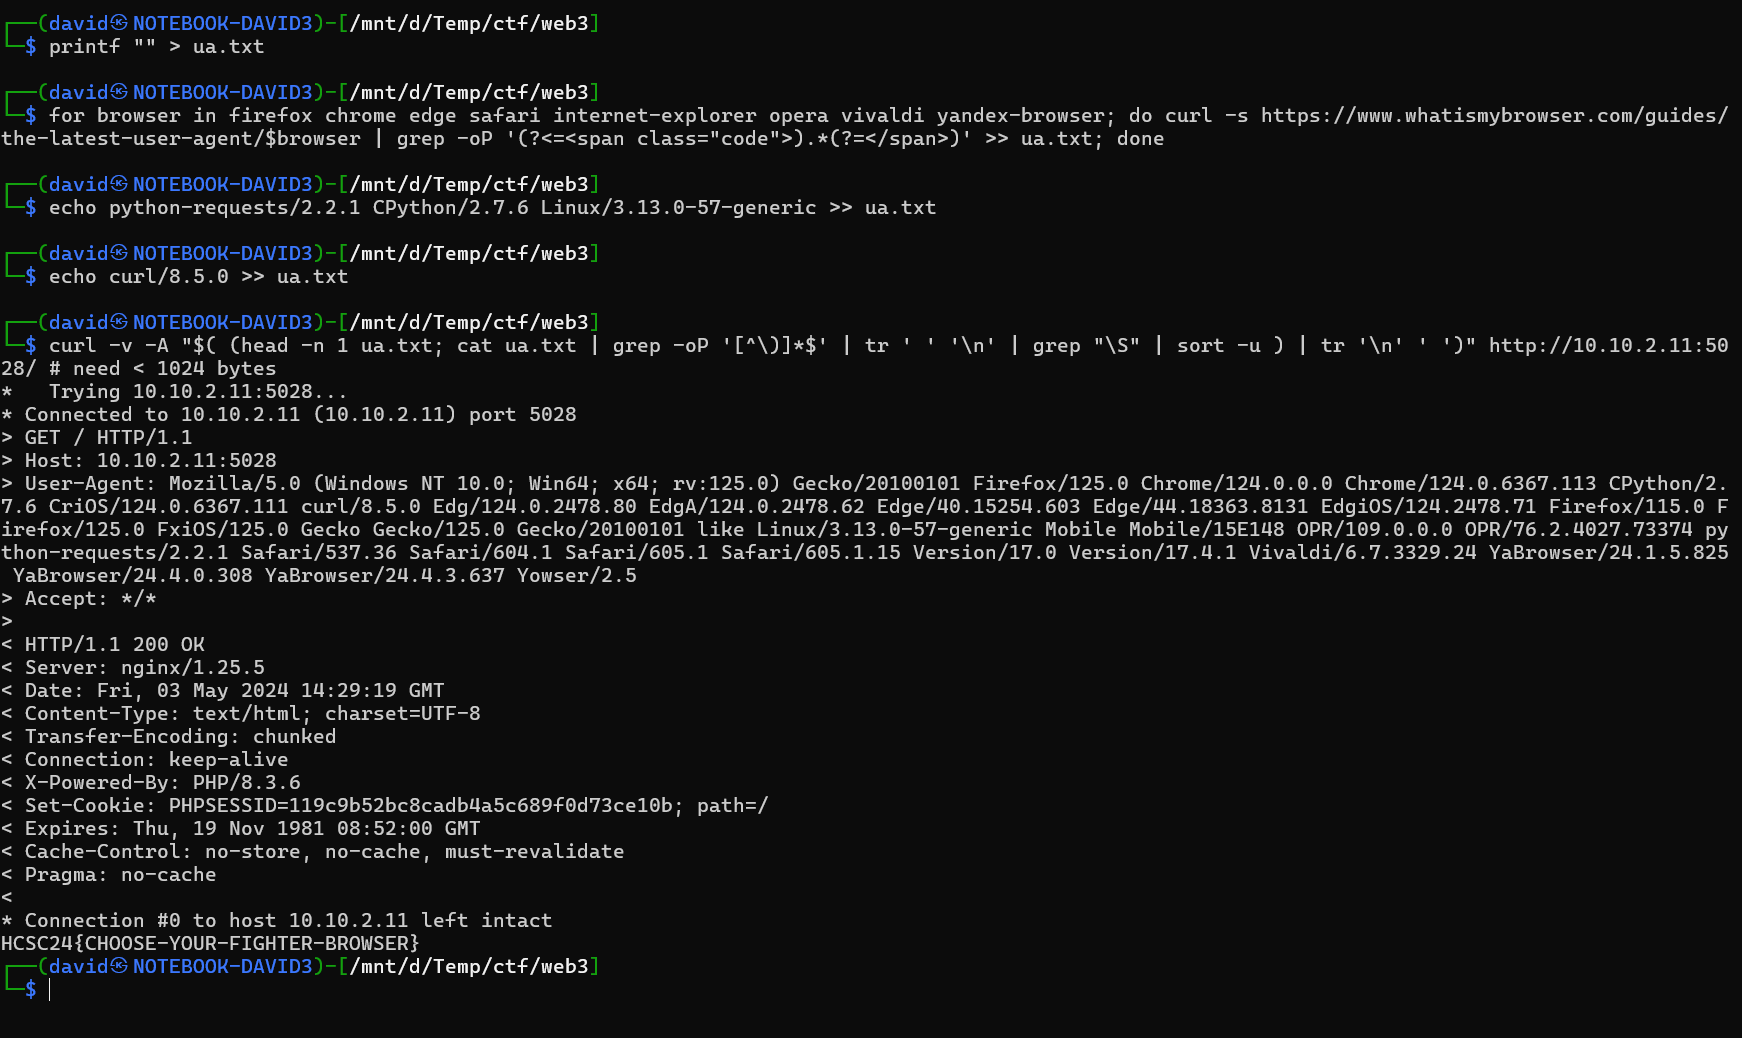 ┌──(david㉿NOTEBOOK-DAVID3)-[/mnt/d/Temp/ctf/web3]
└─$ printf "" > ua.txt
┌──(david㉿NOTEBOOK-DAVID3)-[/mnt/d/Temp/ctf/web3]
└─$ for browser in firefox chrome edge safari internet-explorer opera vivaldi yandex-browser; do curl -s https://www.whatismybrowser.com/guides/
the-latest-user-agent/$browser | grep -oP '(?<=<span class="code">).*(?=</span>)' >> ua.txt; done
┌──(david㉿NOTEBOOK-DAVID3)-[/mnt/d/Temp/ctf/web3]
└─$ echo python-requests/2.2.1 CPython/2.7.6 Linux/3.13.0-57-generic >> ua.txt
┌──(david㉿NOTEBOOK-DAVID3)-[/mnt/d/Temp/ctf/web3]
└─$ echo curl/8.5.0 >> ua.txt
┌──(david㉿NOTEBOOK-DAVID3)-[/mnt/d/Temp/ctf/web3]
└─$ curl -v -A "$( (head -n 1 ua.txt; cat ua.txt | grep -oP '[^\)]*$' | tr ' ' '\n' | grep "\S" | sort -u ) | tr '\n' ' ')" http://10.10.2.11:50
28/ # need < 1024 bytes
*   Trying 10.10.2.11:5028...
* Connected to 10.10.2.11 (10.10.2.11) port 5028
> GET / HTTP/1.1
> Host: 10.10.2.11:5028
> User-Agent: Mozilla/5.0 (Windows NT 10.0; Win64; x64; rv:125.0) Gecko/20100101 Firefox/125.0 Chrome/124.0.0.0 Chrome/124.0.6367.113 CPython/2.
7.6 CriOS/124.0.6367.111 curl/8.5.0 Edg/124.0.2478.80 EdgA/124.0.2478.62 Edge/40.15254.603 Edge/44.18363.8131 EdgiOS/124.2478.71 Firefox/115.0 F
irefox/125.0 FxiOS/125.0 Gecko Gecko/125.0 Gecko/20100101 like Linux/3.13.0-57-generic Mobile Mobile/15E148 OPR/109.0.0.0 OPR/76.2.4027.73374 py
thon-requests/2.2.1 Safari/537.36 Safari/604.1 Safari/605.1 Safari/605.1.15 Version/17.0 Version/17.4.1 Vivaldi/6.7.3329.24 YaBrowser/24.1.5.825
 YaBrowser/24.4.0.308 YaBrowser/24.4.3.637 Yowser/2.5
> Accept: */*
>
< HTTP/1.1 200 OK
< Server: nginx/1.25.5
< Date: Fri, 03 May 2024 14:29:19 GMT
< Content-Type: text/html; charset=UTF-8
< Transfer-Encoding: chunked
< Connection: keep-alive
< X-Powered-By: PHP/8.3.6
< Set-Cookie: PHPSESSID=119c9b52bc8cadb4a5c689f0d73ce10b; path=/
< Expires: Thu, 19 Nov 1981 08:52:00 GMT
< Cache-Control: no-store, no-cache, must-revalidate
< Pragma: no-cache
<
* Connection #0 to host 10.10.2.11 left intact
HCSC24{CHOOSE-YOUR-FIGHTER-BROWSER}
┌──(david㉿NOTEBOOK-DAVID3)-[/mnt/d/Temp/ctf/web3]
└─$